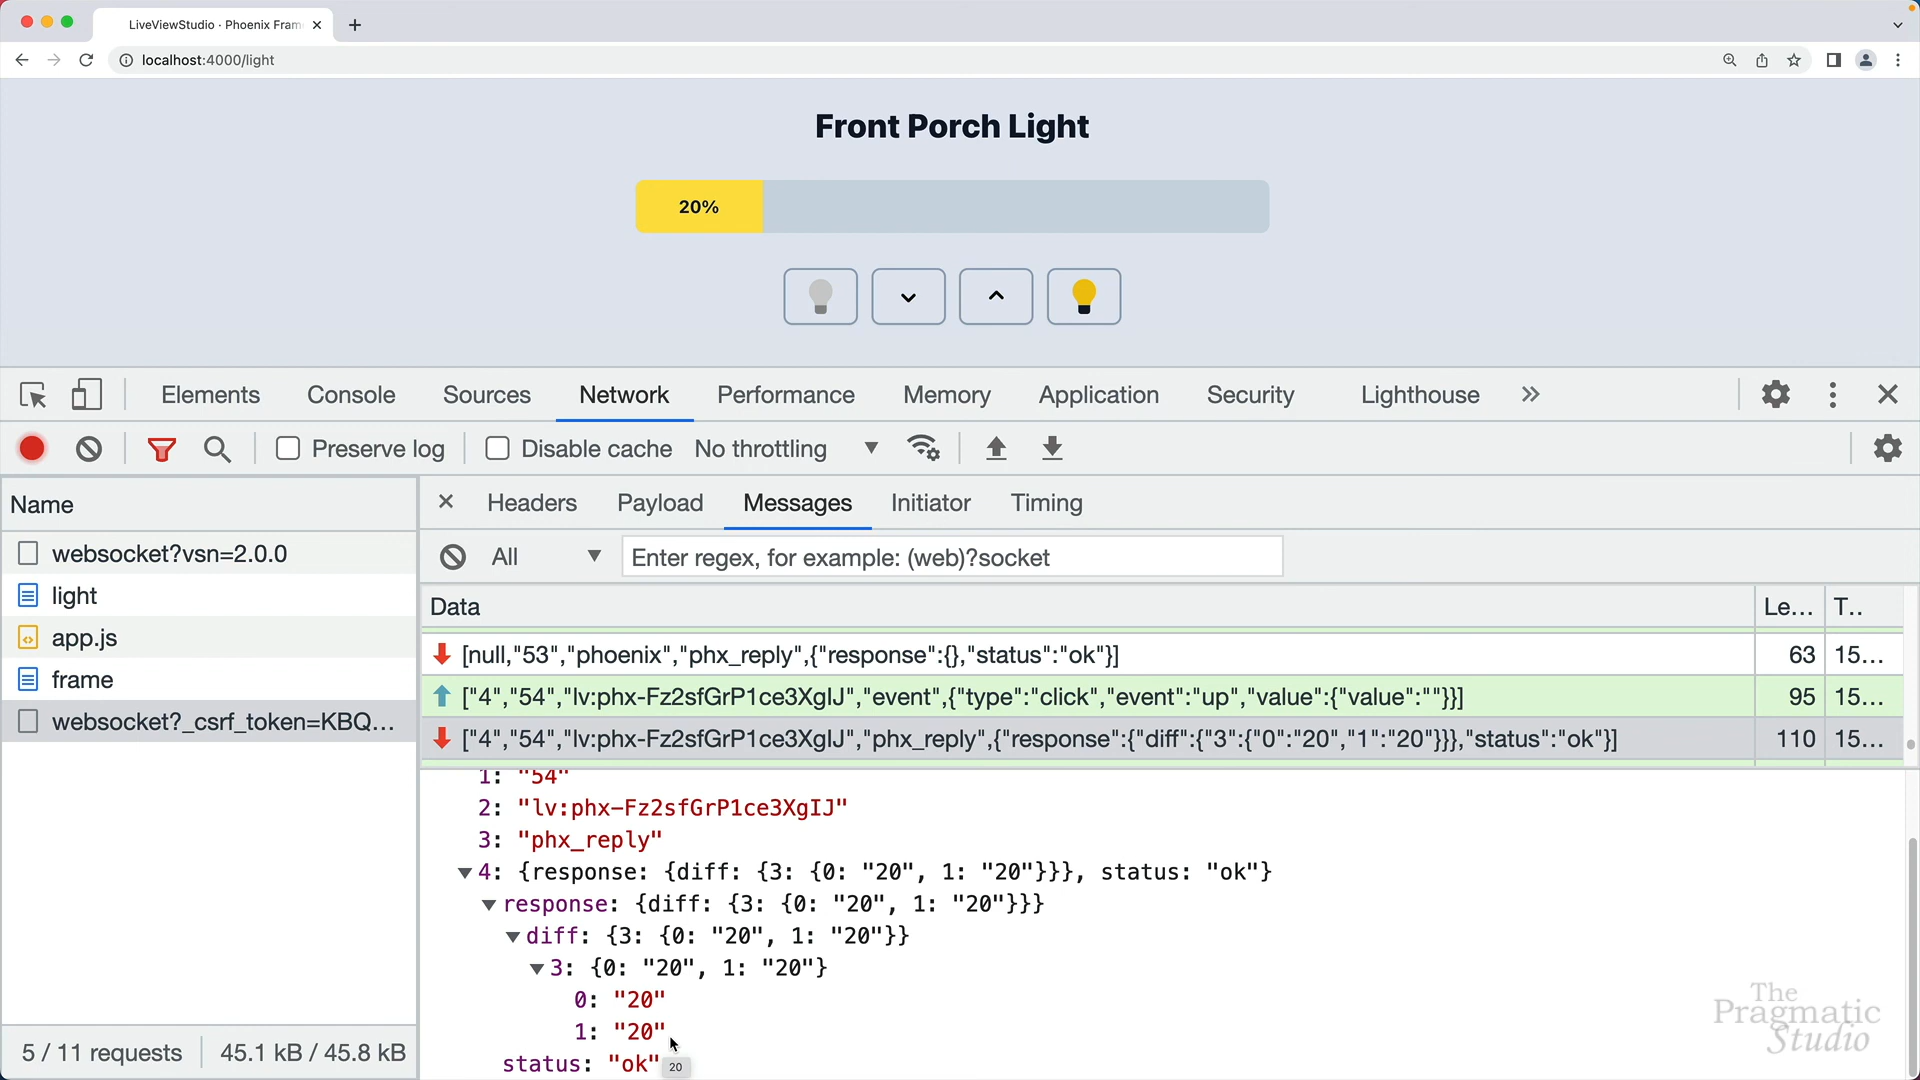 LiveViewStudio · Phoenix Fram
localhost:4000/light
Front Porch Light
20%
Elements Console Sources Network Performance Memory Application Security Lighthouse
Preserve log Disable cache No throttling
Name
websocket?vsn=2.0.0
light
app.js
frame
websocket?_csrf_token=KBQ...
5 / 11 requests 45.1 kB / 45.8 kB
Headers Payload Messages Initiator Timing
All Enter regex, for example: (web)?socket
Data Le... T..
[null,"53","phoenix","phx_reply",{"response":{},"status":"ok"}] 63 15...
["4","54","lv:phx-Fz2sfGrP1ce3XgIJ","event",{"type":"click","event":"up","value":{"value":""}}] 95 15...
["4","54","lv:phx-Fz2sfGrP1ce3XgIJ","phx_reply",{"response":{"diff":{"3":{"0":"20","1":"20"}}},"status":"ok"}] 110 15...
1: "54"
2: "lv:phx-Fz2sfGrP1ce3XgIJ"
3: "phx_reply"
4: {response: {diff: {3: {0: "20", 1: "20"}}}, status: "ok"}
response: {diff: {3: {0: "20", 1: "20"}}}
diff: {3: {0: "20", 1: "20"}}
3: {0: "20", 1: "20"}
0: "20"
1: "20"
status: "ok"
20
The
Pragmatic
Studio